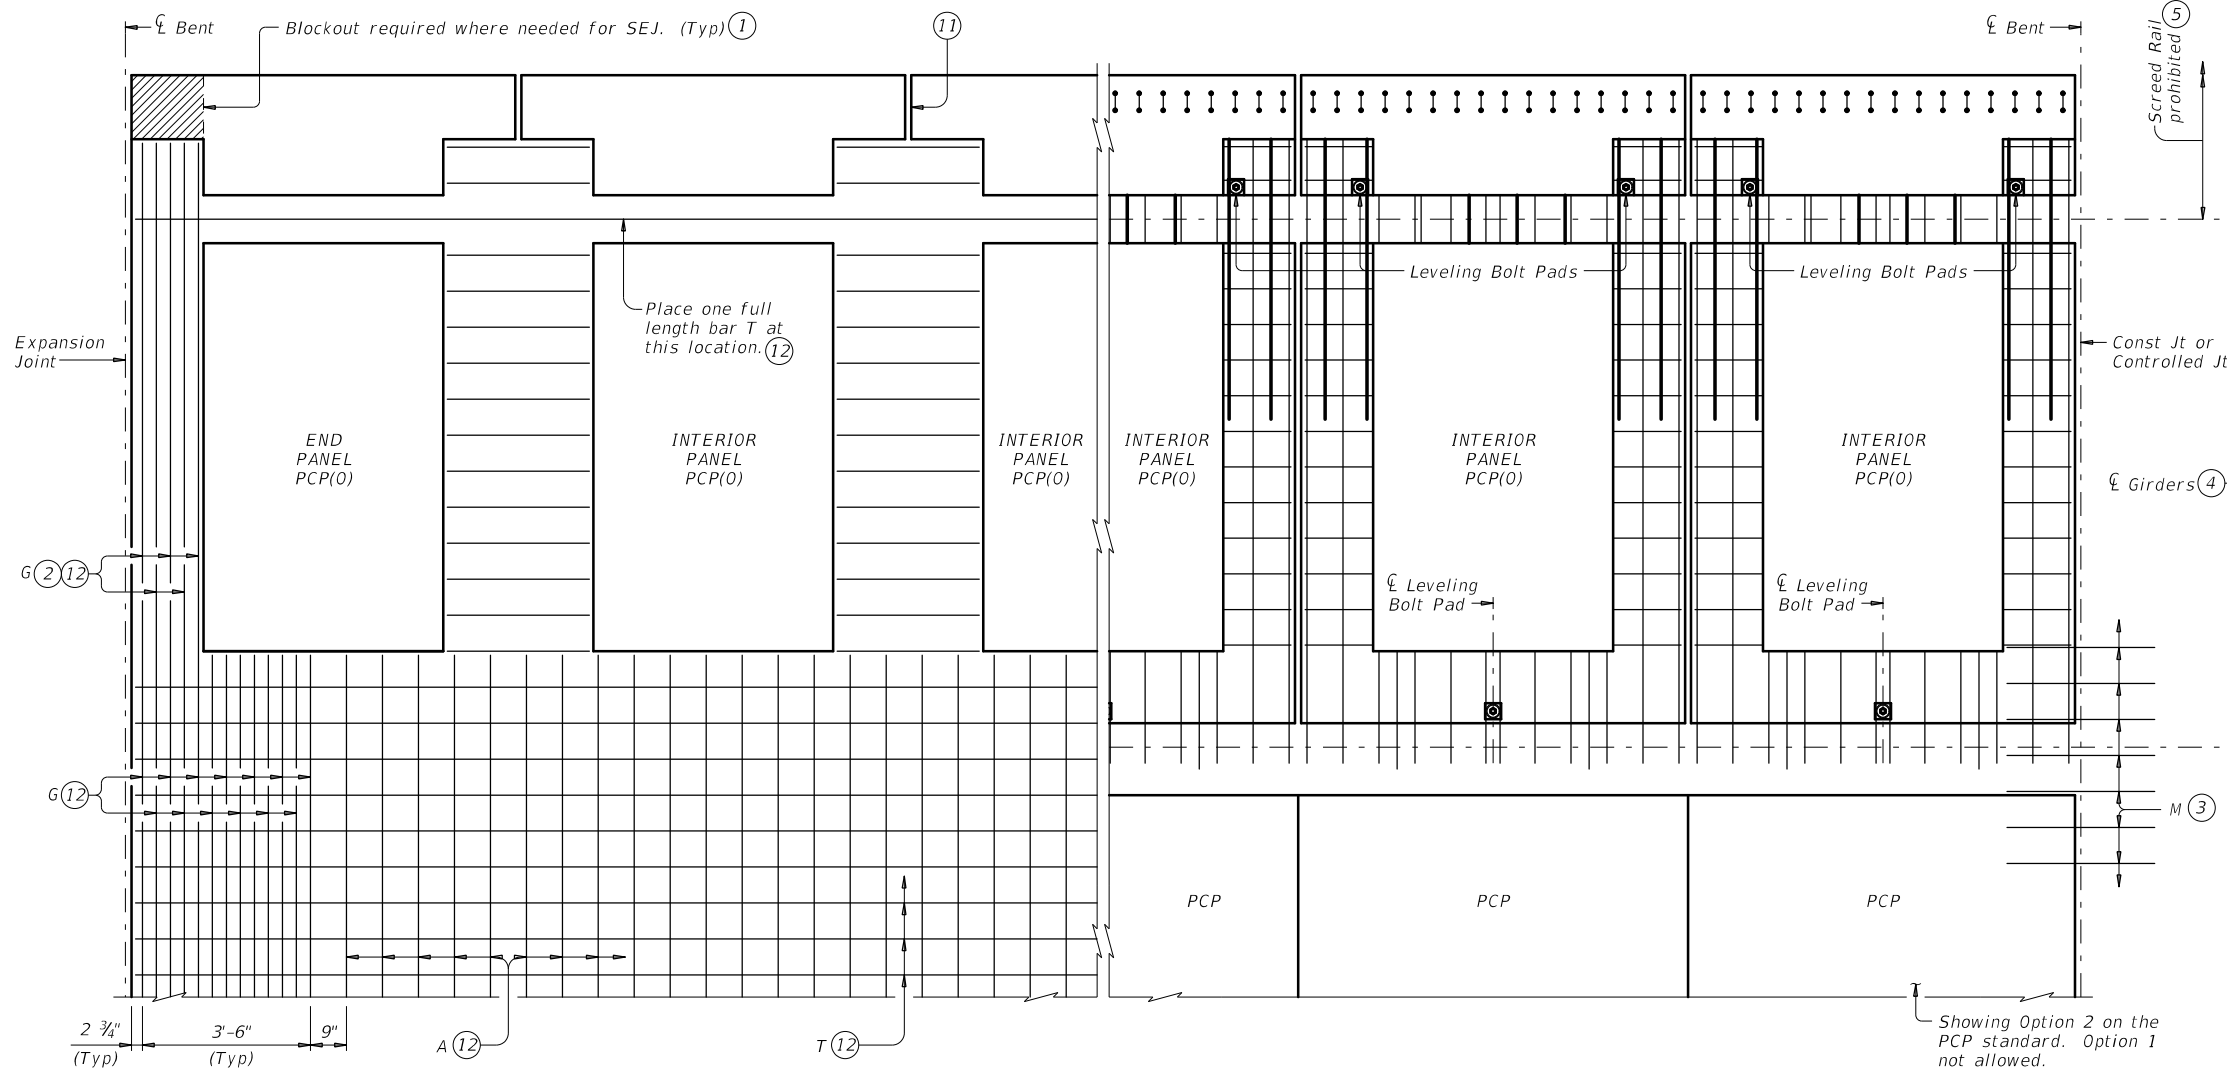 ℄ Bent
Blockout required where needed for SEJ. (Typ) 1
11
℄ Bent
Screed Rail
prohibited 5
Leveling Bolt Pads
Leveling Bolt Pads
Place one full
length bar T at
this location. 12
Expansion
Joint
Const Jt or
Controlled Jt
END
PANEL
PCP(O)
INTERIOR
PANEL
PCP(O)
INTERIOR
PANEL
PCP(O)
INTERIOR
PANEL
PCP(O)
INTERIOR
PANEL
PCP(O)
INTERIOR
PANEL
PCP(O)
℄ Girders 4
G 2 12
℄ Leveling
Bolt Pad
℄ Leveling
Bolt Pad
G 12
M 3
PCP
PCP
PCP
2 ¾"
(Typ)
3'-6"
(Typ)
9"
A 12
T 12
Showing Option 2 on the
PCP standard. Option 1
not allowed.